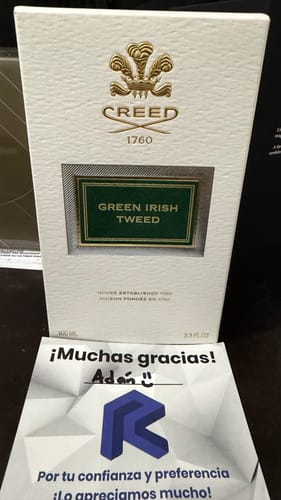 CREED
1760
GREEN IRISH
TWEED
HOUSE ESTABLISHED 1760
MAISON FONDÉE EN 1760
100 ML 3.3 FL.OZ
¡Muchas gracias!
Adán
Por tu confianza y preferencia
¡Lo apreciamos mucho!